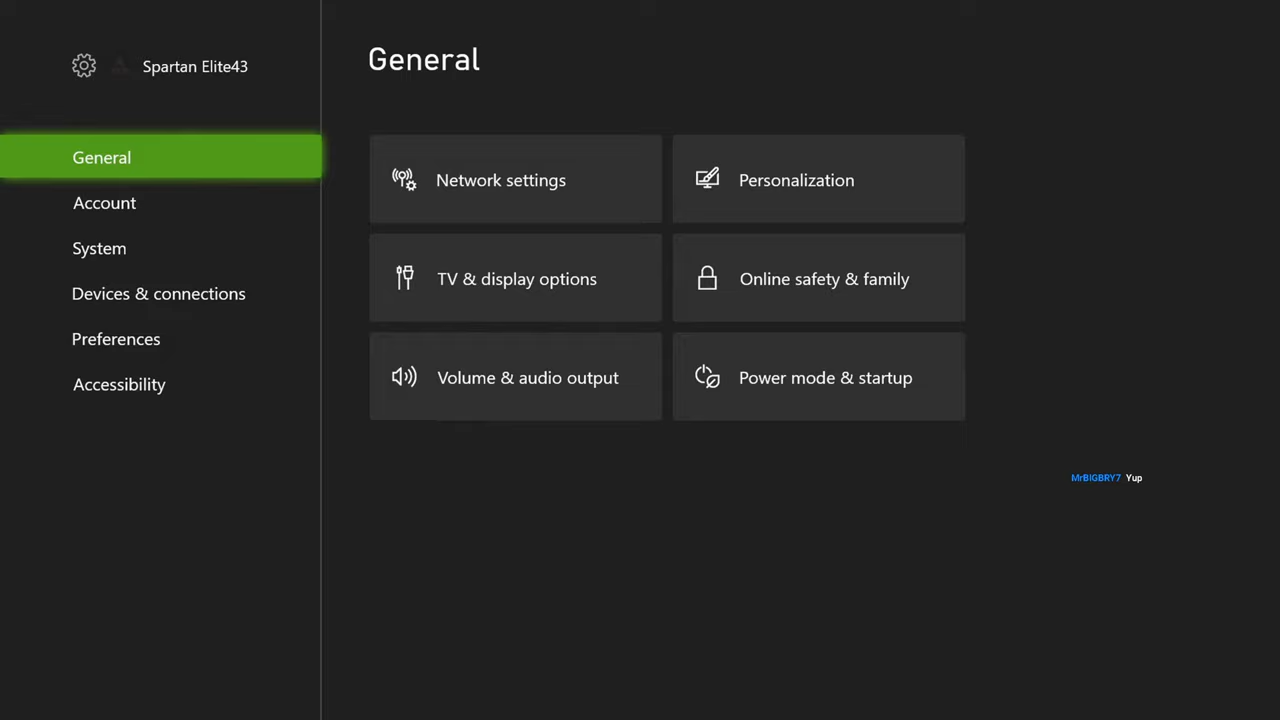 Spartan Elite43
General
Account
System
Devices & connections
Preferences
Accessibility
General
Network settings
Personalization
TV & display options
Online safety & family
Volume & audio output
Power mode & startup
MrBIGBRY7 Yup